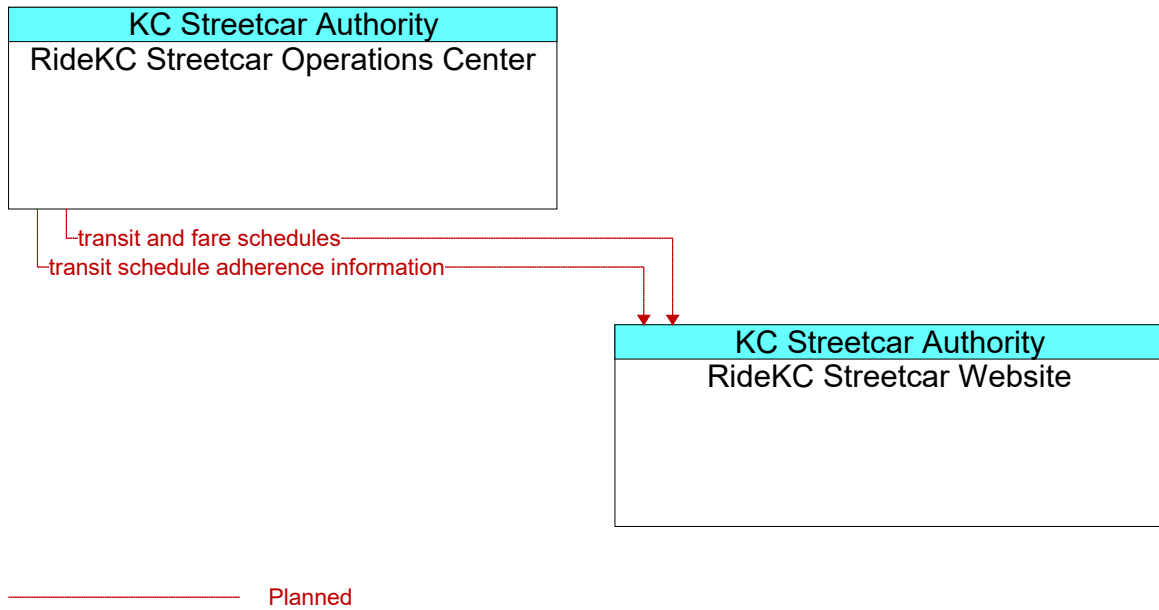 KC Streetcar Authority
RideKC Streetcar Operations Center
transit and fare schedules
transit schedule adherence information
KC Streetcar Authority
RideKC Streetcar Website
Planned